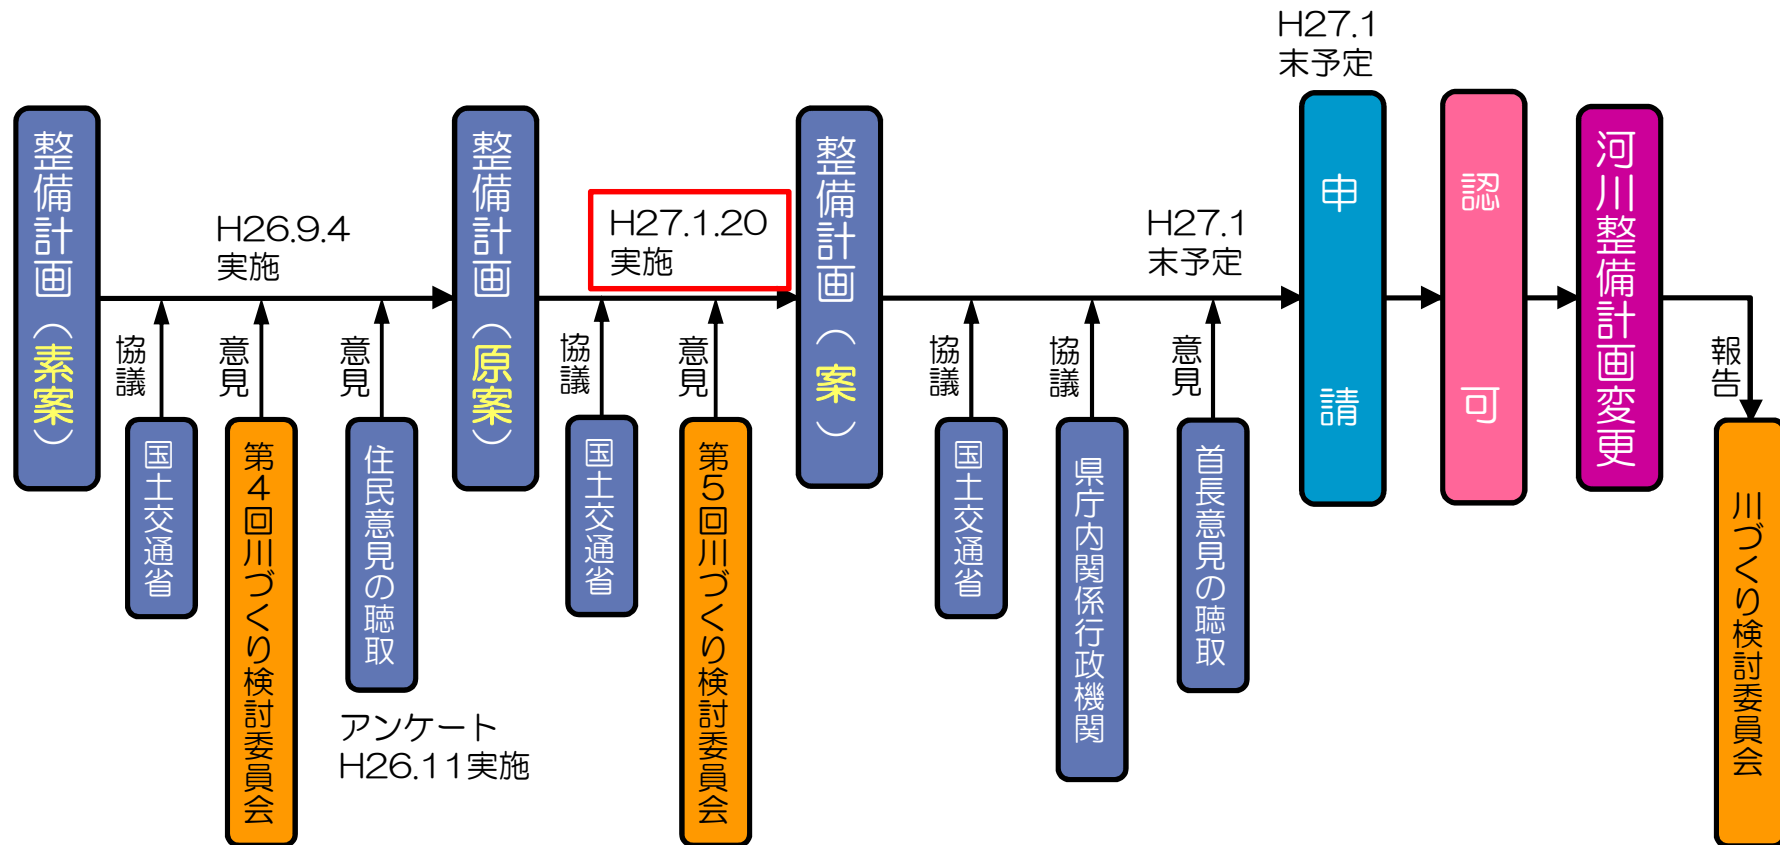 整備計画（素案）
H26.9.4
実施
協議
国土交通省
意見
第4回川づくり検討委員会
意見
住民意見の聴取
アンケート
H26.11実施
整備計画（原案）
H27.1.20
実施
協議
国土交通省
意見
第5回川づくり検討委員会
整備計画（案）
協議
国土交通省
協議
県庁内関係行政機関
H27.1
末予定
意見
首長意見の聴取
H27.1
末予定
申請
認可
河川整備計画変更
報告
川づくり検討委員会